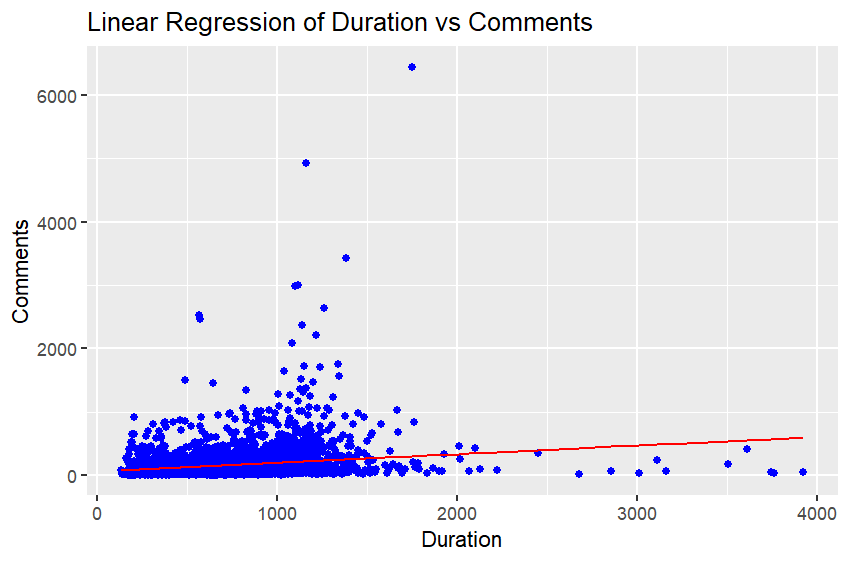 Linear Regression of Duration vs Comments
6000
4000
2000
0
Comments
0 1000 2000 3000 4000
Duration